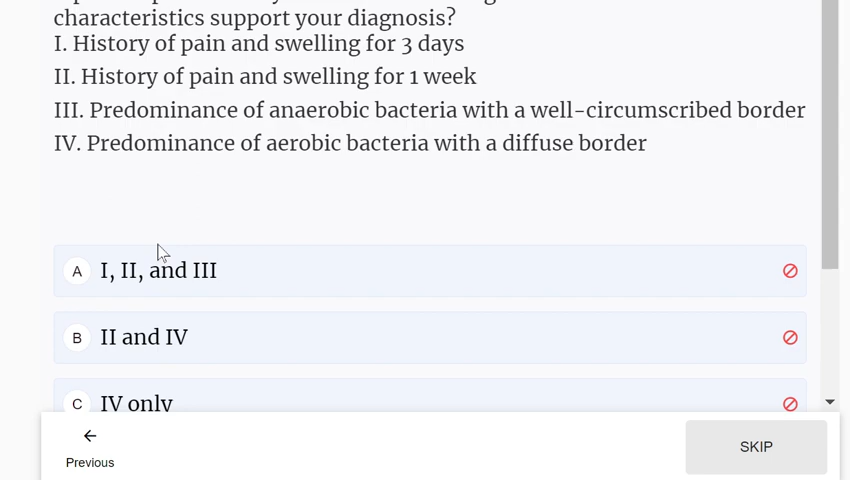 characteristics support your diagnosis?
I. History of pain and swelling for 3 days
II. History of pain and swelling for 1 week
III. Predominance of anaerobic bacteria with a well-circumscribed border
IV. Predominance of aerobic bacteria with a diffuse border
A I, II, and III
B II and IV
C IV only
Previous
SKIP